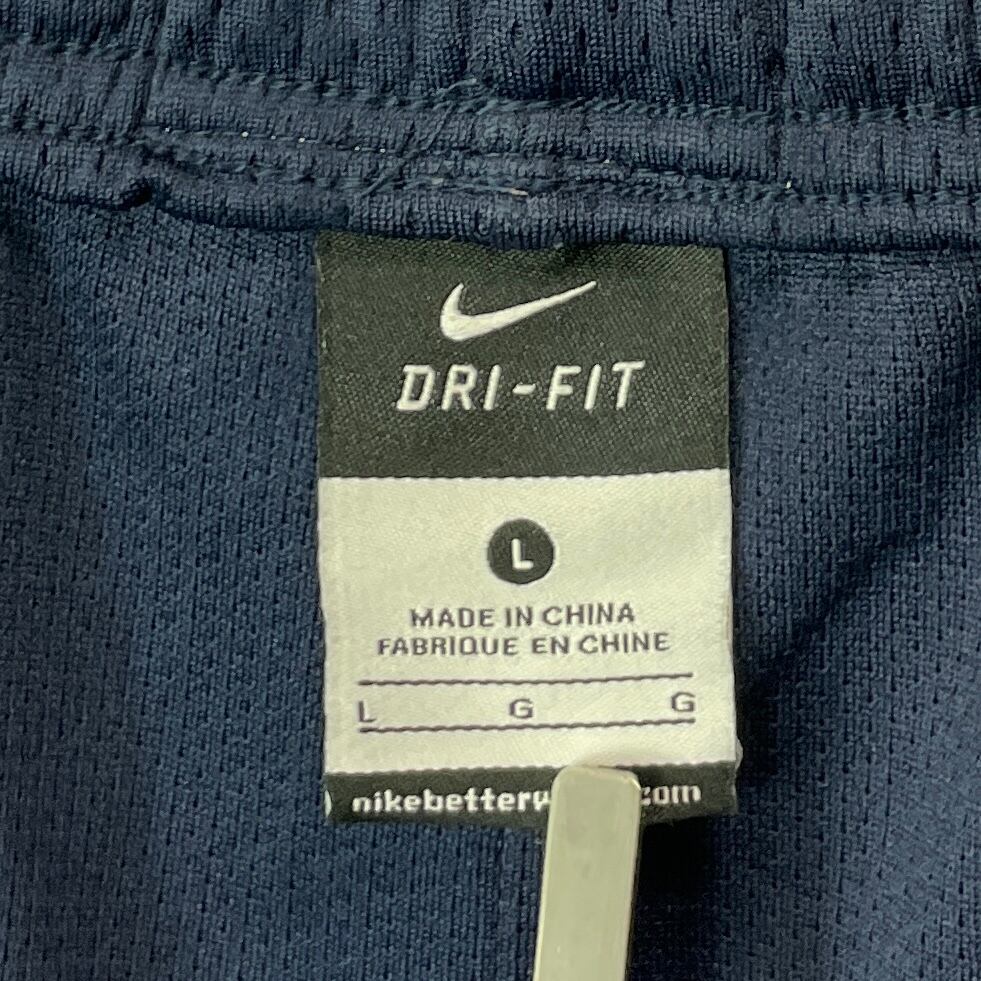 DRI-FIT
L
MADE IN CHINA
FABRIQUE EN CHINE
L G G